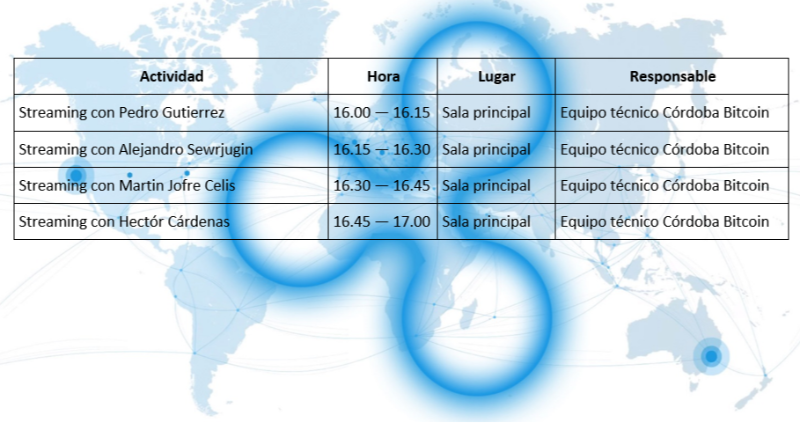 Actividad Hora Lugar Responsable
Streaming con Pedro Gutierrez 16.00 — 16.15 Sala principal Equipo técnico Córdoba Bitcoin
Streaming con Alejandro Sewrjugin 16.15 — 16.30 Sala principal Equipo técnico Córdoba Bitcoin
Streaming con Martin Jofre Celis 16.30 — 16.45 Sala principal Equipo técnico Córdoba Bitcoin
Streaming con Hectór Cárdenas 16.45 — 17.00 Sala principal Equipo técnico Córdoba Bitcoin